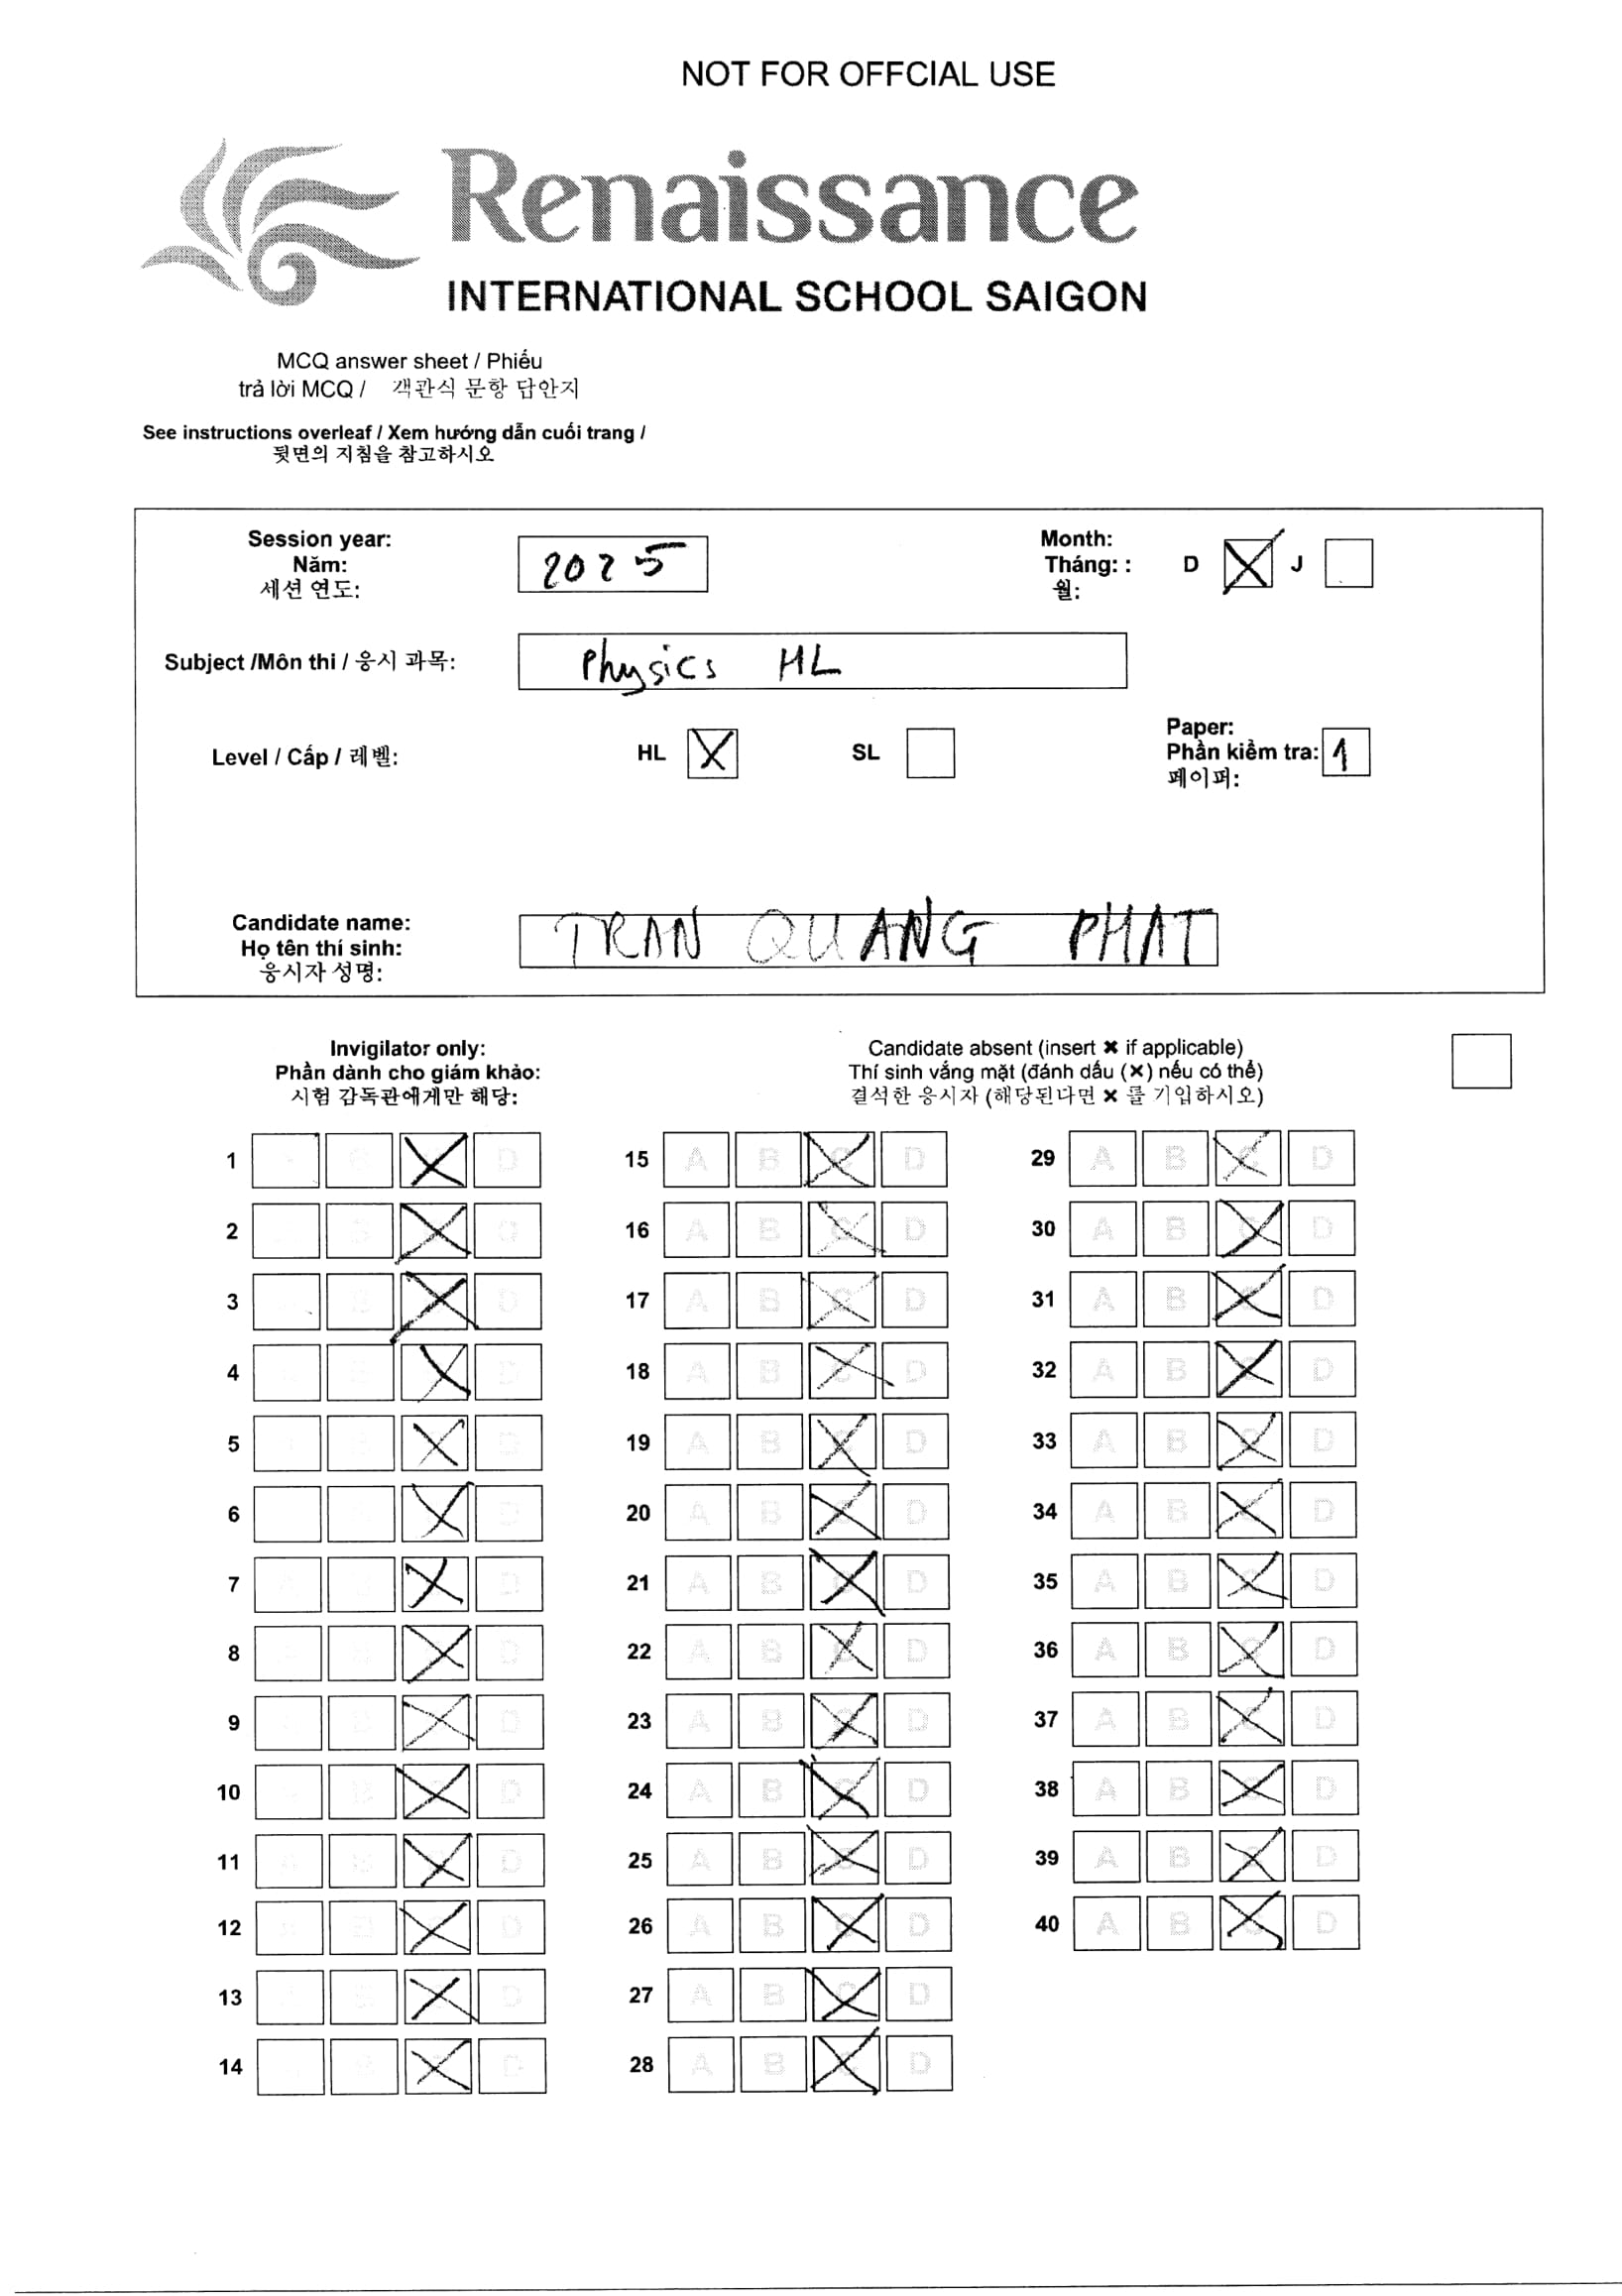 NOT FOR OFFCIAL USE
Renaissance
INTERNATIONAL SCHOOL SAIGON
MCQ answer sheet / Phiếu
trả lời MCQ / 객관식 문항 답안지
See instructions overleaf / Xem hướng dẫn cuối trang /
뒷면의 지침을 참고하시오
Session year:
Năm:
세션 연도:
2025
Month:
Tháng: :
월:
D
J
Subject /Môn thi / 응시 과목:
Physics HL
Level / Cấp / 레벨:
HL
SL
Paper:
Phần kiểm tra:
페이퍼:
1
Candidate name:
Họ tên thí sinh:
응시자 성명:
TRAN QUANG PHAT
Invigilator only:
Phần dành cho giám khảo:
시험 감독관에게만 해당:
Candidate absent (insert ✖ if applicable)
Thí sinh vắng mặt (đánh dấu (✖) nếu có thể)
결석한 응시자 (해당된다면 ✖ 를 기입하시오)
1 D
2
3
4
5
6
7
8
9
10
11
12
13
14
15 A B C D
16 A B C D
17 A B C D
18 A B C D
19 A B C D
20 A B C D
21 A B C D
22 A B C D
23 A B C D
24 A B C D
25 A B C D
26 A B C D
27 A B C D
28 A B C D
29 A B C D
30 A B C D
31 A B C D
32 A B C D
33 A B C D
34 A B C D
35 A B C D
36 A B C D
37 A B C D
38 A B C D
39 A B C D
40 A B C D